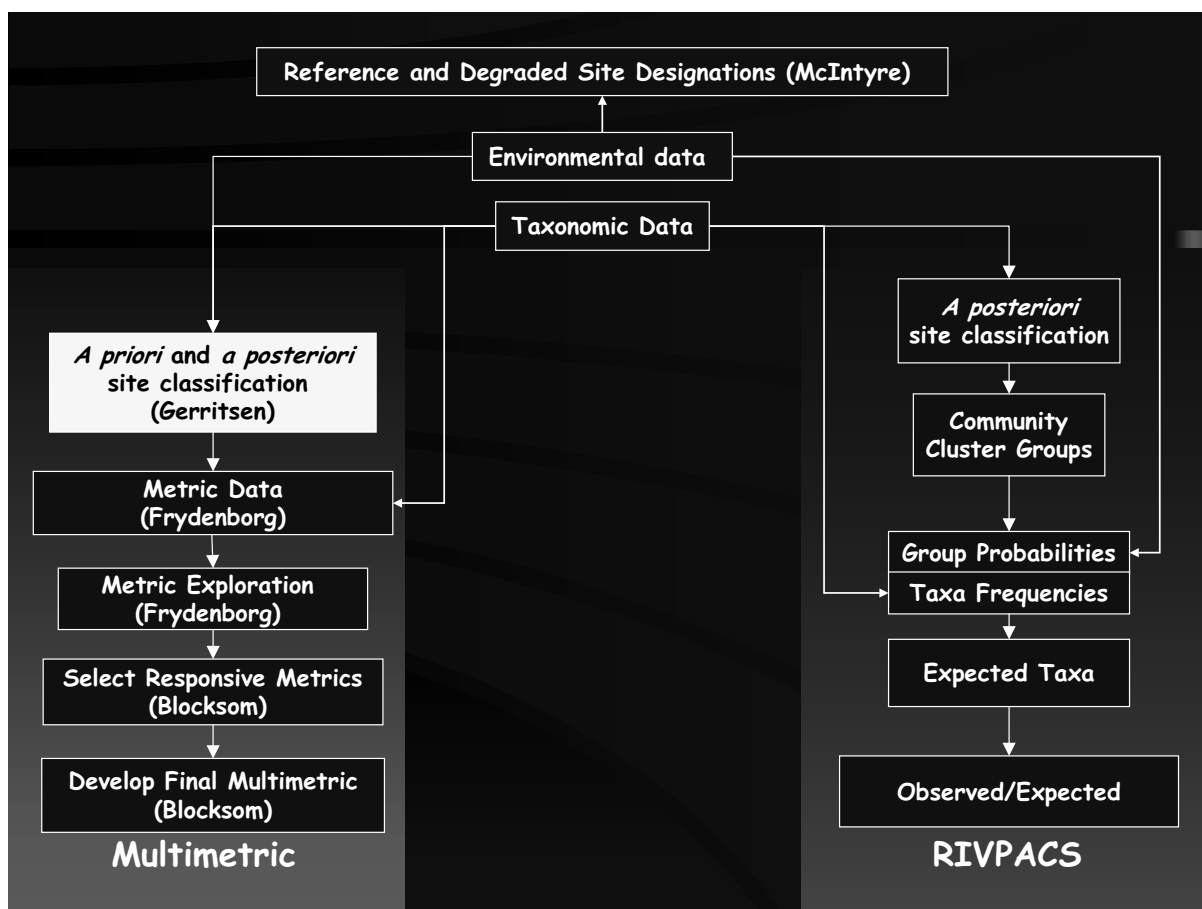 Reference and Degraded Site Designations (McIntyre)
Environmental data
Taxonomic Data
A priori and a posteriori
site classification
(Gerritsen)
Metric Data
(Frydenborg)
Metric Exploration
(Frydenborg)
Select Responsive Metrics
(Blocksom)
Develop Final Multimetric
(Blocksom)
Multimetric
A posteriori
site classification
Community
Cluster Groups
Group Probabilities
Taxa Frequencies
Expected Taxa
Observed/Expected
RIVPACS